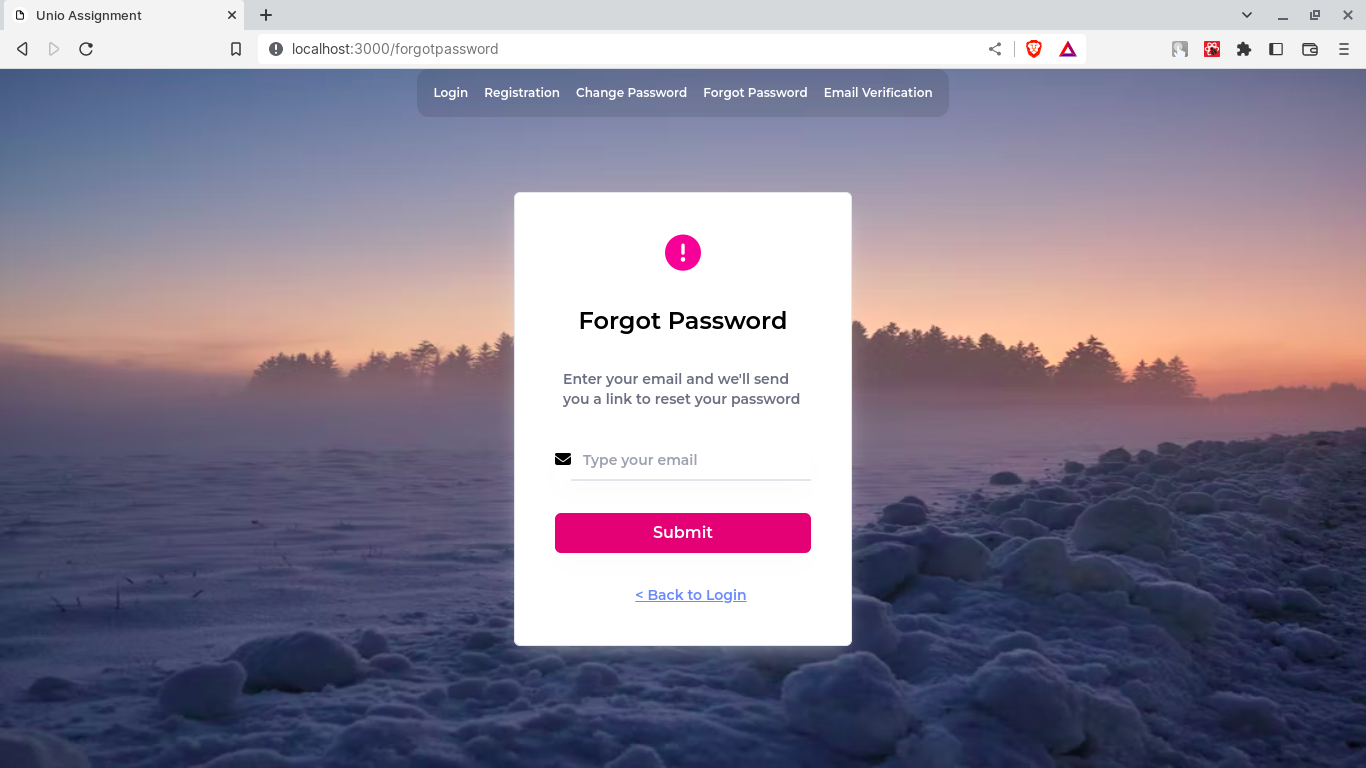 Unio Assignment
localhost:3000/forgotpassword
Login Registration Change Password Forgot Password Email Verification
!
Forgot Password
Enter your email and we'll send
you a link to reset your password
Type your email
Submit
< Back to Login